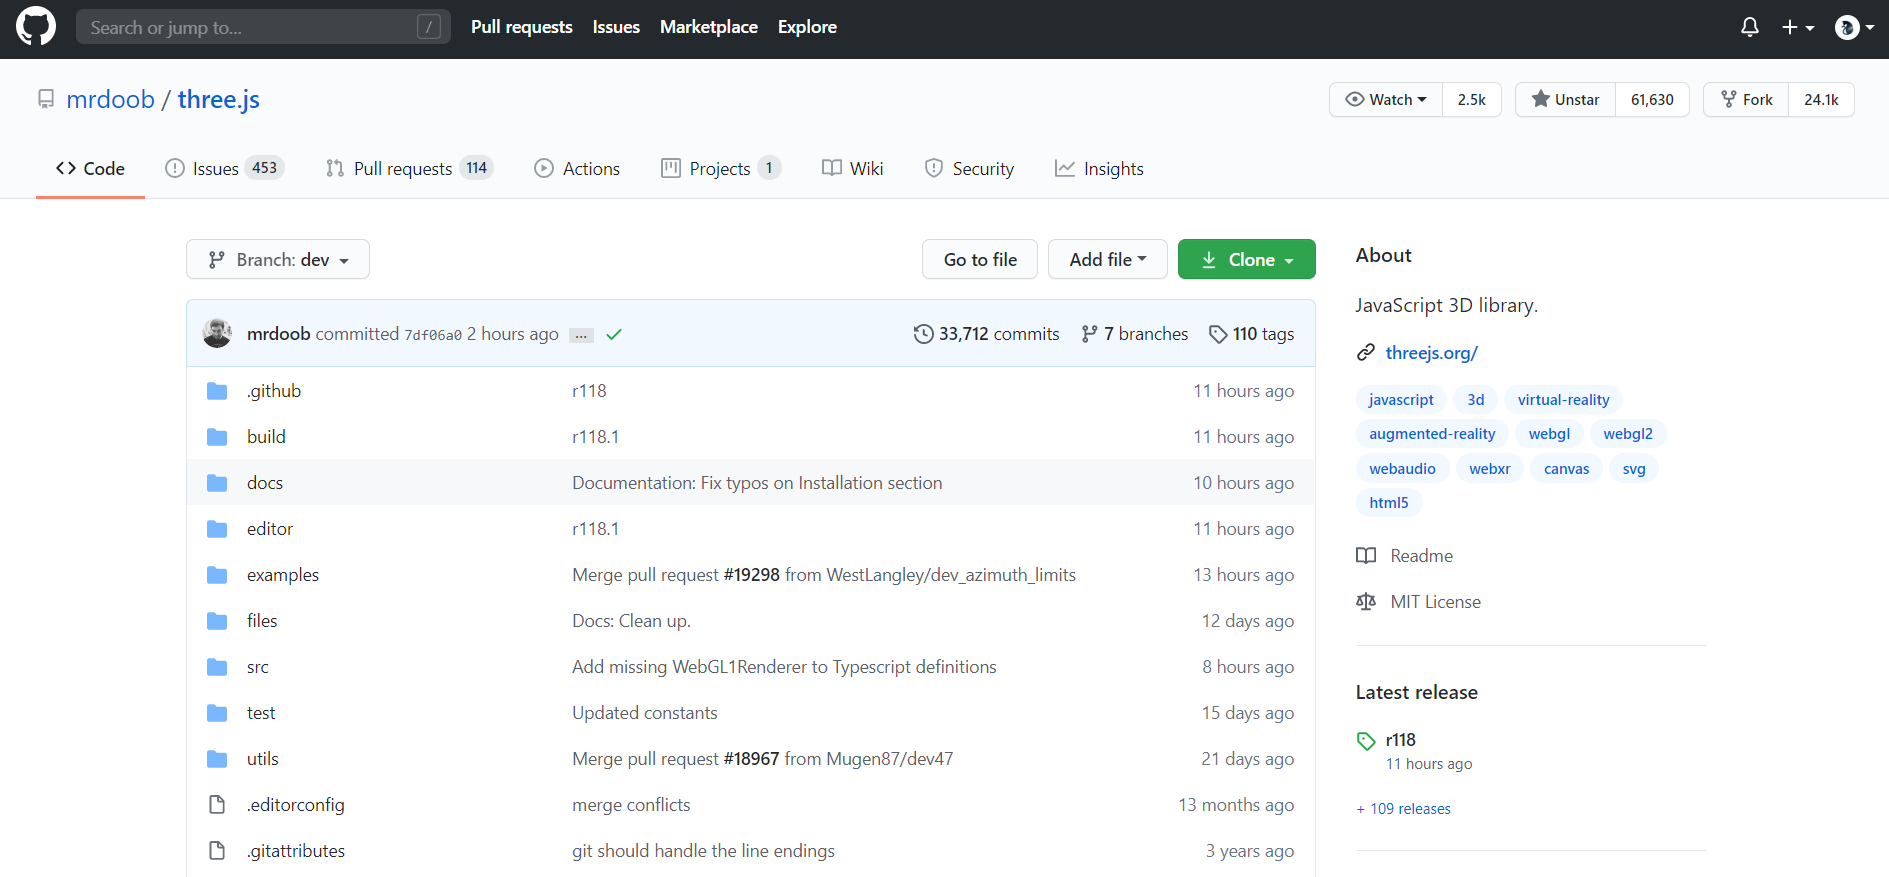 Search or jump to... / Pull requests Issues Marketplace Explore
mrdoob / three.js Watch 2.5k Unstar 61,630 Fork 24.1k
Code Issues 453 Pull requests 114 Actions Projects 1 Wiki Security Insights
Branch: dev Go to file Add file Clone
mrdoob committed 7df06a0 2 hours ago ... 33,712 commits 7 branches 110 tags
.github r118 11 hours ago
build r118.1 11 hours ago
docs Documentation: Fix typos on Installation section 10 hours ago
editor r118.1 11 hours ago
examples Merge pull request #19298 from WestLangley/dev_azimuth_limits 13 hours ago
files Docs: Clean up. 12 days ago
src Add missing WebGL1Renderer to Typescript definitions 8 hours ago
test Updated constants 15 days ago
utils Merge pull request #18967 from Mugen87/dev47 21 days ago
.editorconfig merge conflicts 13 months ago
.gitattributes git should handle the line endings 3 years ago
About
JavaScript 3D library.
threejs.org/
javascript 3d virtual-reality
augmented-reality webgl webgl2
webaudio webxr canvas svg
html5
Readme
MIT License
Latest release
r118
11 hours ago
+ 109 releases